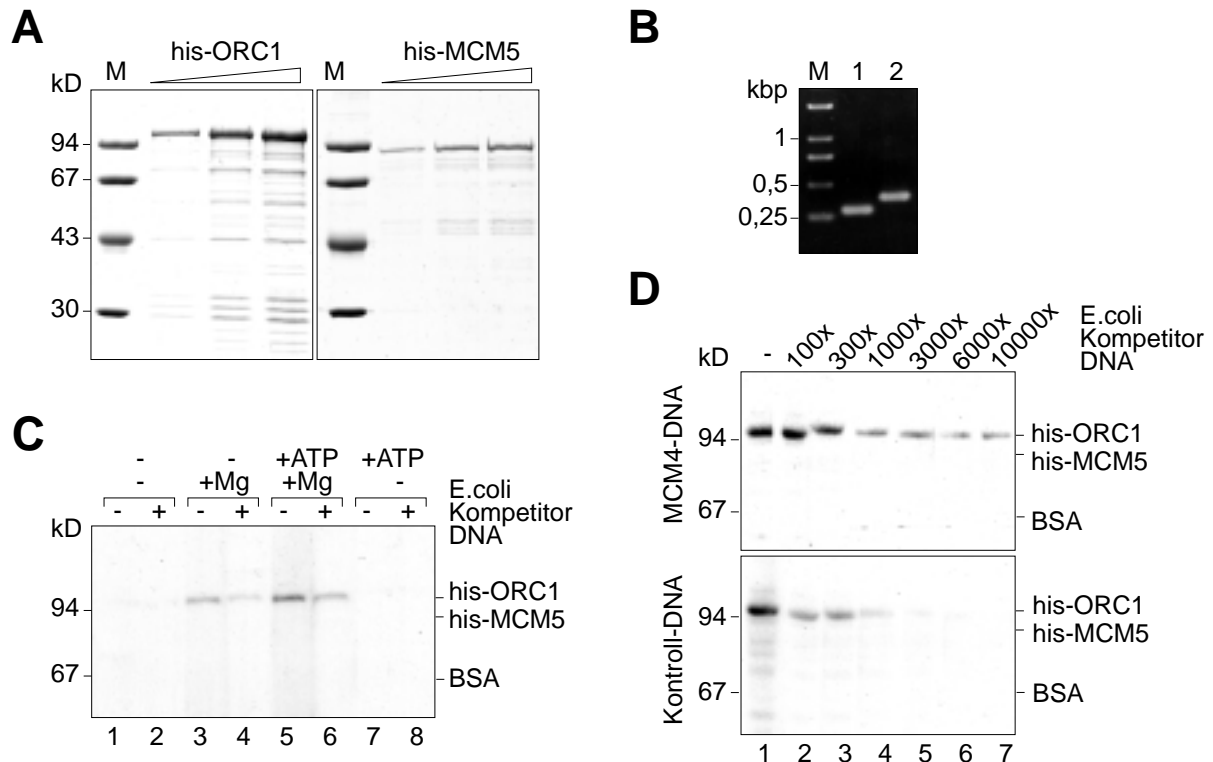 A
his-ORC1
his-MCM5
M
M
kD
94
67
43
30
B
M 1 2
kbp
1
0,5
0,25
C
- - +ATP +ATP
- +Mg +Mg -
- + - + - + - +
E.coli
Kompetitor
DNA
kD
94
67
his-ORC1
his-MCM5
BSA
1 2 3 4 5 6 7 8
D
- 100x 300x 1000x 3000x 6000x 10000x
E.coli
Kompetitor
DNA
kD
MCM4-DNA
94
67
his-ORC1
his-MCM5
BSA
Kontroll-DNA
94
67
his-ORC1
his-MCM5
BSA
1 2 3 4 5 6 7